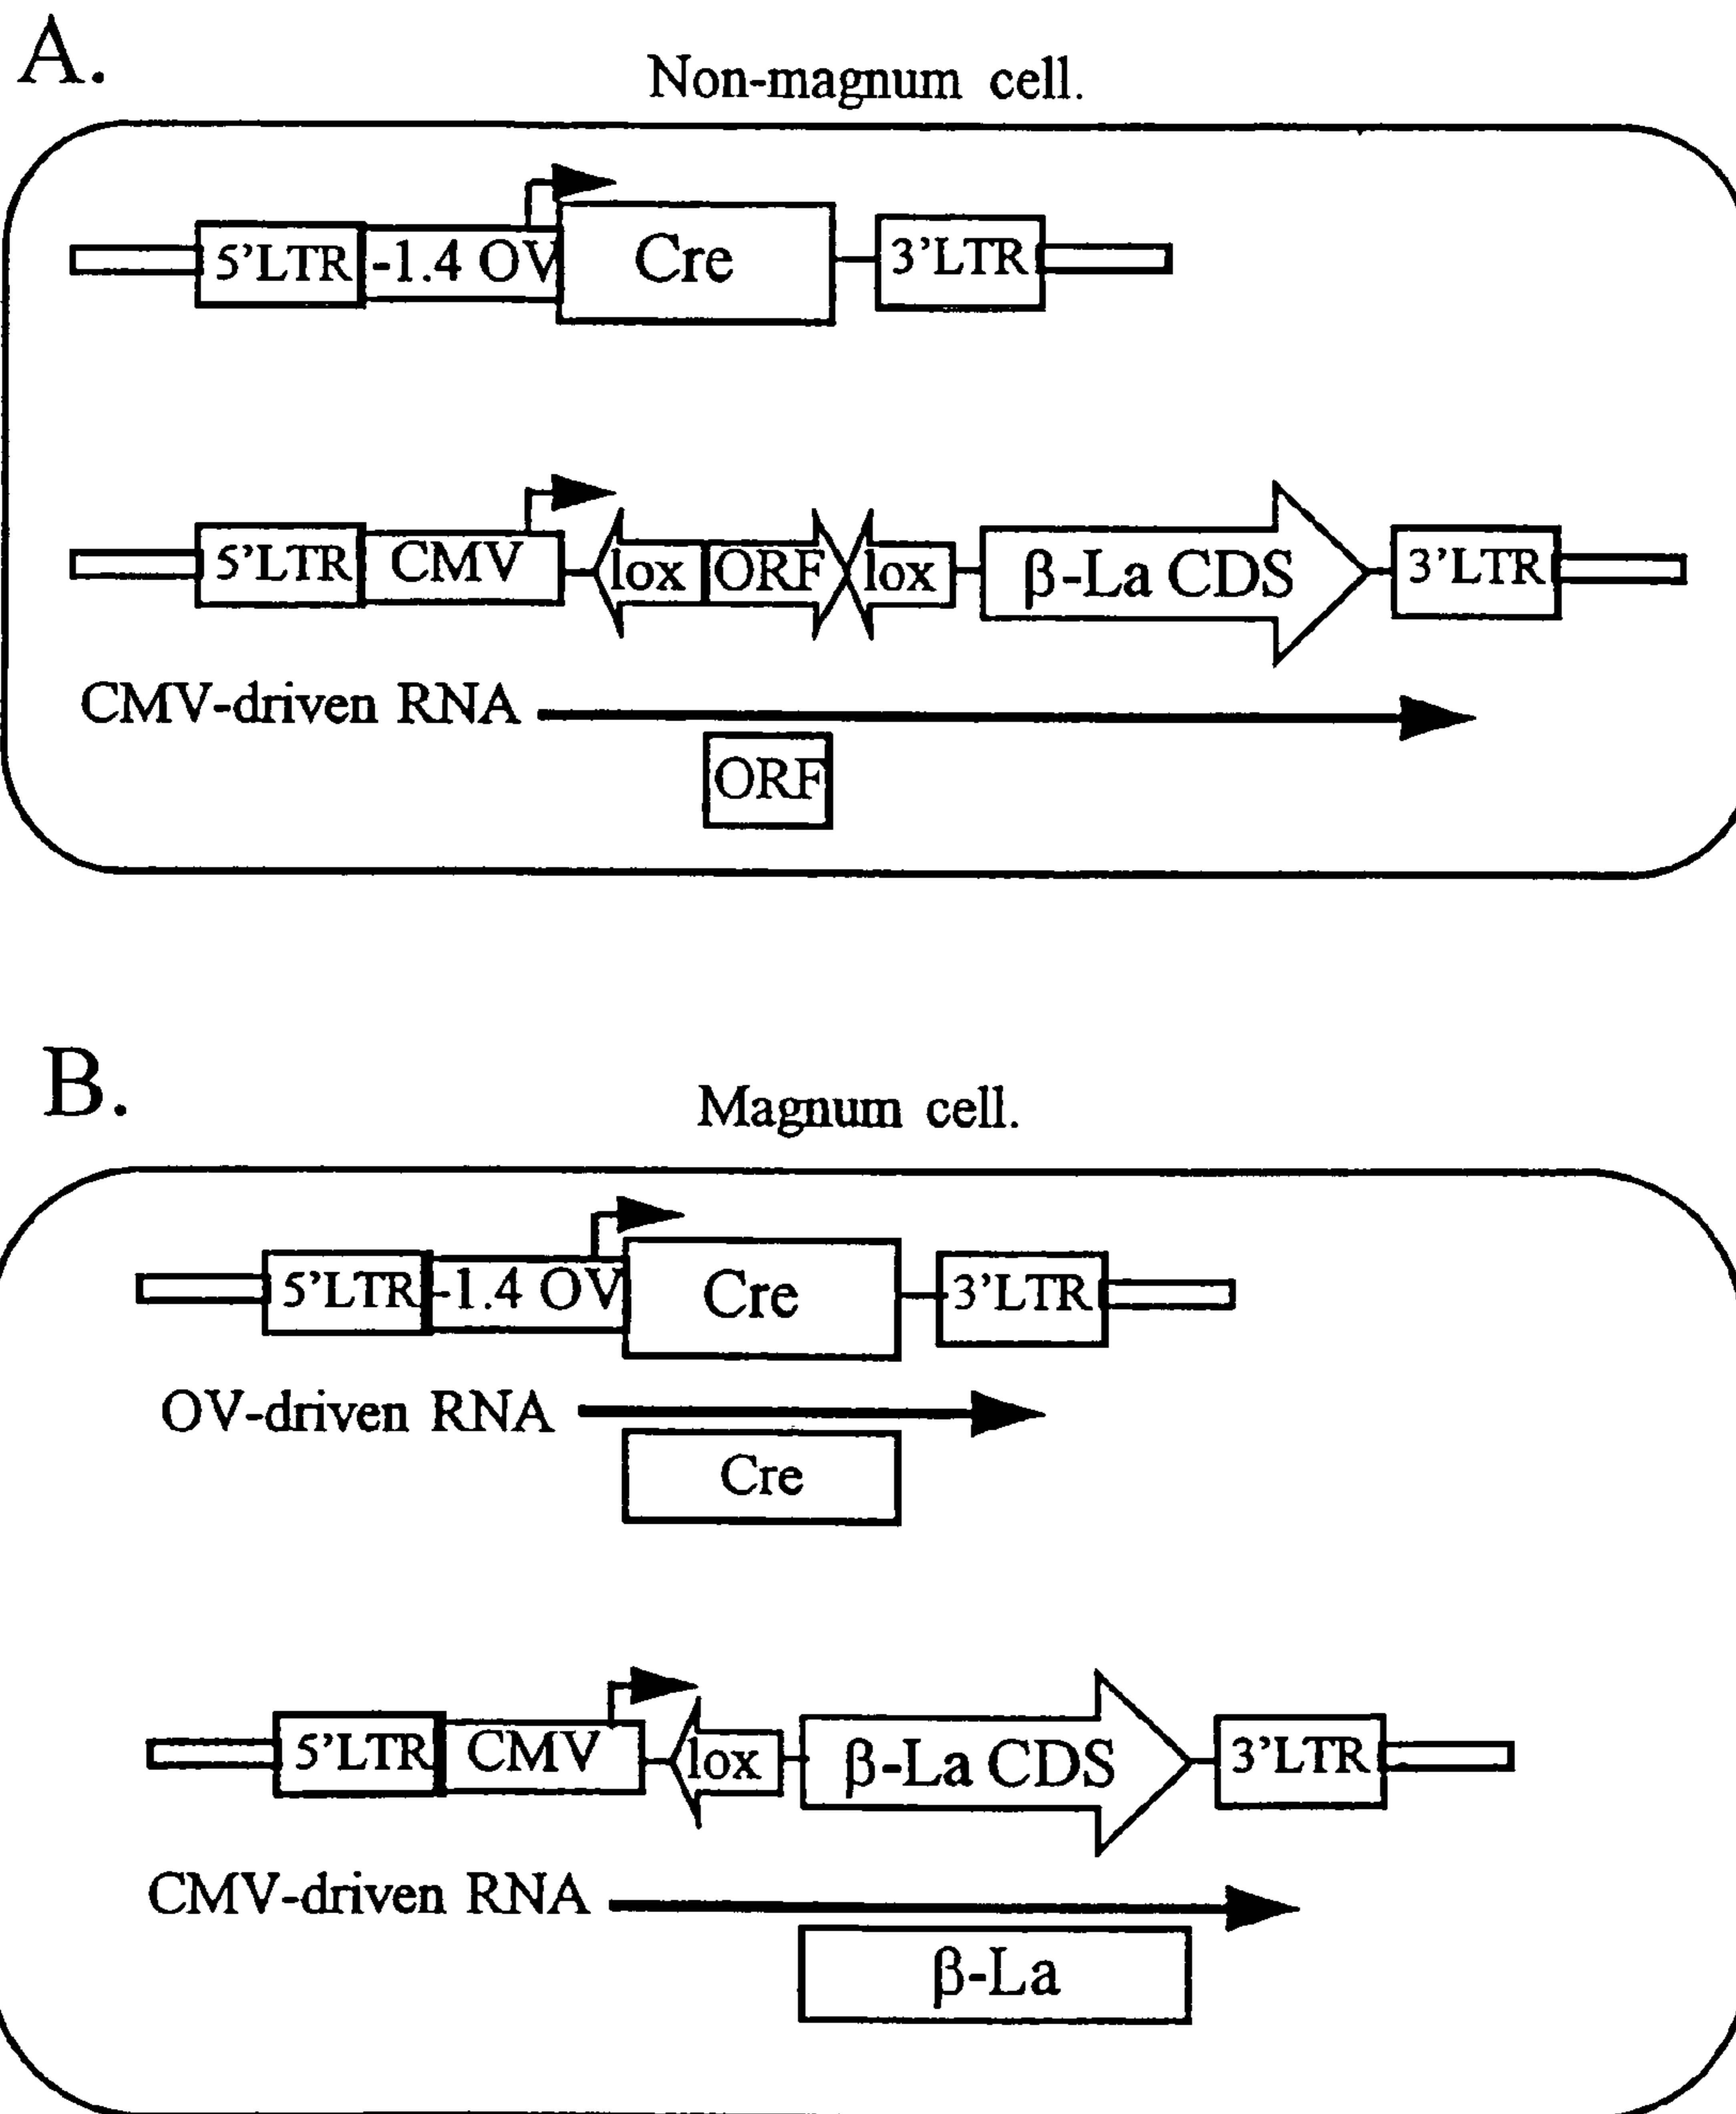 A.
Non-magnum cell.
5’LTR -1.4 OV Cre 3’LTR
5’LTR CMV lox ORF lox β-La CDS 3’LTR
CMV-driven RNA
ORF
B.
Magnum cell.
5’LTR -1.4 OV Cre 3’LTR
OV-driven RNA
Cre
5’LTR CMV lox β-La CDS 3’LTR
CMV-driven RNA
β-La